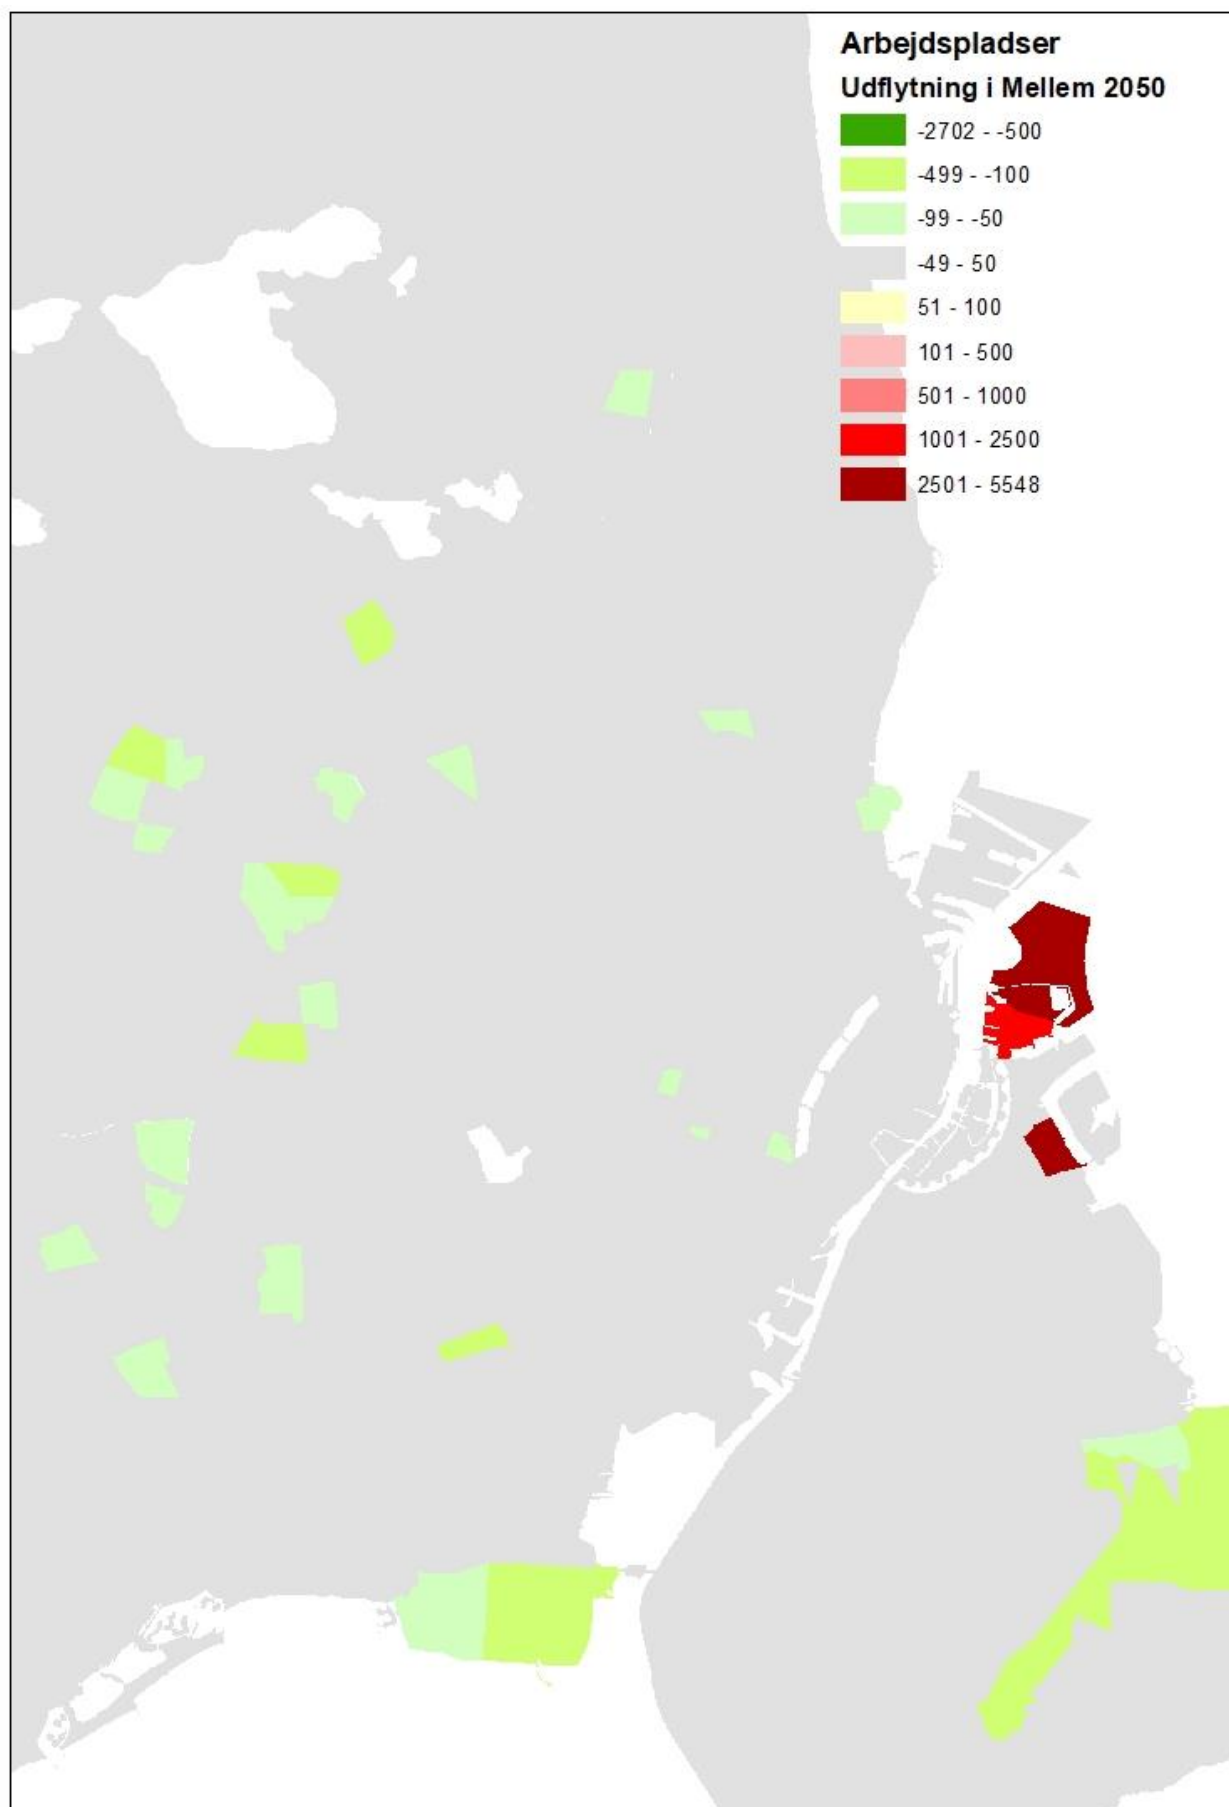 Arbejdspladser
Udflytning i Mellem 2050
-2702 - -500
-499 - -100
-99 - -50
-49 - 50
51 - 100
101 - 500
501 - 1000
1001 - 2500
2501 - 5548